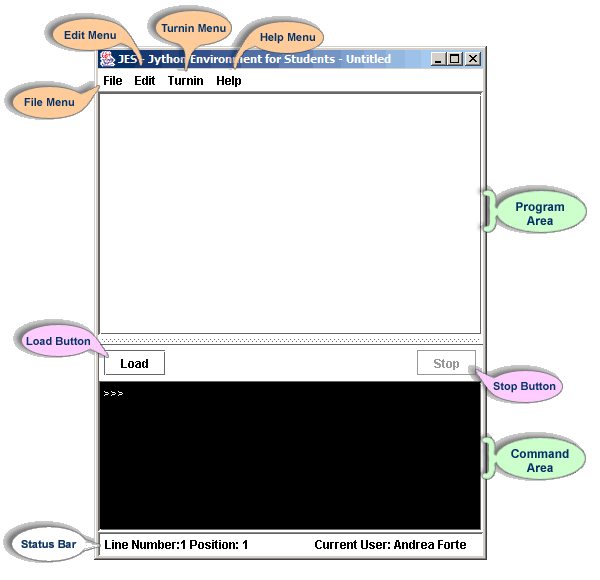 Edit Menu
Turnin Menu
Help Menu
JES - Jython Environment for Students - Untitled
File Edit Turnin Help
File Menu
Program
Area
Load Button
Load
Stop
Stop Button
>>>
Command
Area
Status Bar
Line Number:1 Position: 1
Current User: Andrea Forte